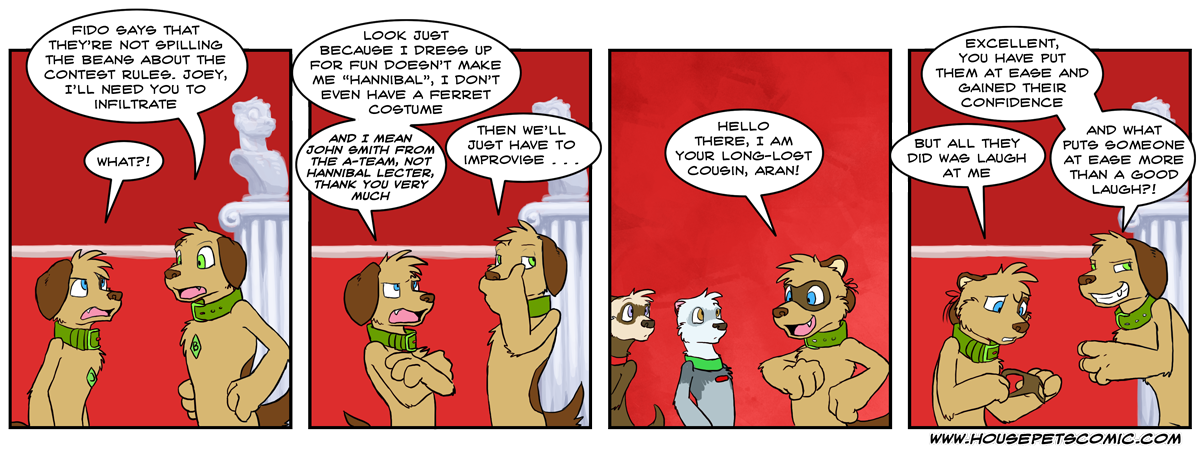 FIDO SAYS THAT
THEY'RE NOT SPILLING
THE BEANS ABOUT THE
CONTEST RULES. JOEY,
I'LL NEED YOU TO
INFILTRATE
WHAT?!
LOOK JUST
BECAUSE I DRESS UP
FOR FUN DOESN'T MAKE
ME "HANNIBAL", I DON'T
EVEN HAVE A FERRET
COSTUME
AND I MEAN
JOHN SMITH FROM
THE A-TEAM, NOT
HANNIBAL LECTER,
THANK YOU VERY
MUCH
THEN WE'LL
JUST HAVE TO
IMPROVISE . . .
HELLO
THERE, I AM
YOUR LONG-LOST
COUSIN, ARAN!
EXCELLENT,
YOU HAVE PUT
THEM AT EASE AND
GAINED THEIR
CONFIDENCE
BUT ALL THEY
DID WAS LAUGH
AT ME
AND WHAT
PUTS SOMEONE
AT EASE MORE
THAN A GOOD
LAUGH?!
WWW.HOUSEPETSCOMIC.COM